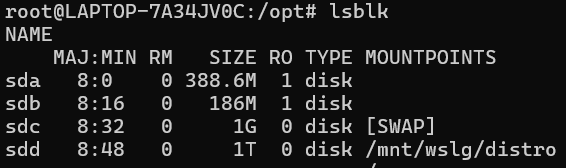 root@LAPTOP-7A34JV0C:/opt# lsblk
NAME
    MAJ:MIN RM   SIZE RO TYPE MOUNTPOINTS
sda   8:0    0 388.6M  1 disk
sdb   8:16   0   186M  1 disk
sdc   8:32   0     1G  0 disk [SWAP]
sdd   8:48   0     1T  0 disk /mnt/wslg/distro